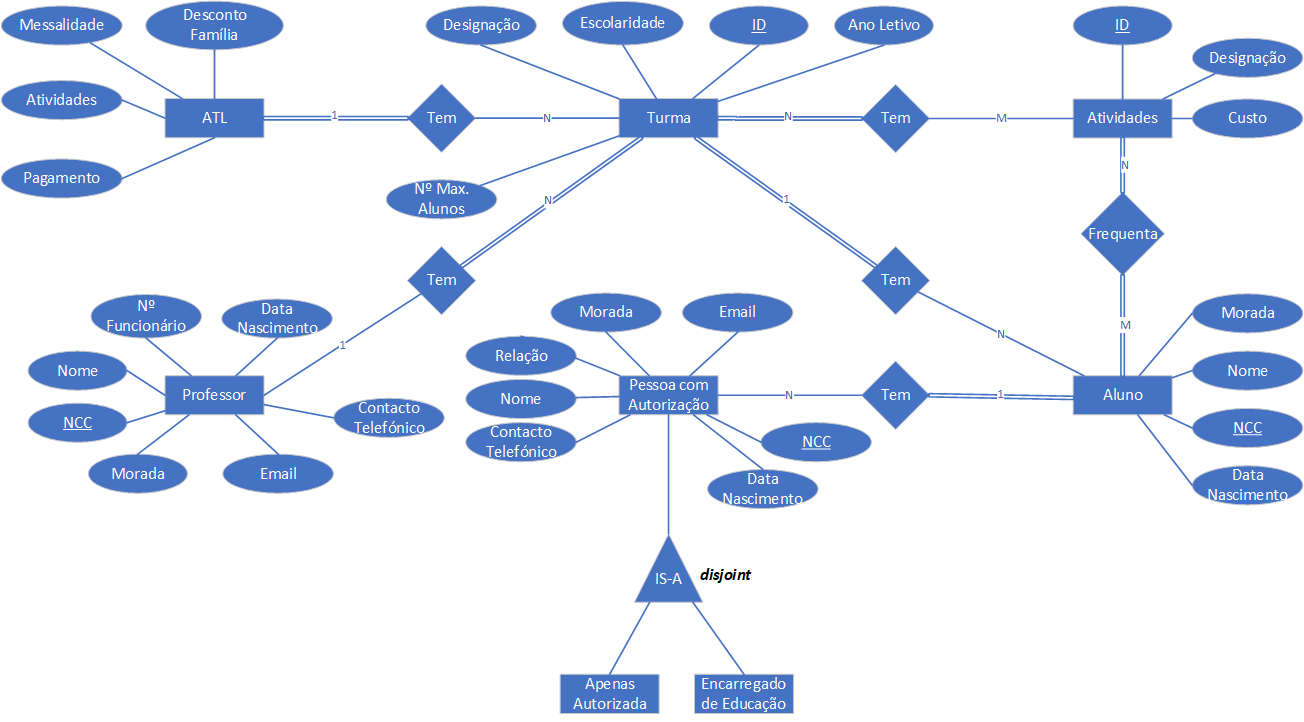 Messalidade
Desconto
Família
Designação
Escolaridade
ID
Ano Letivo
ID
Designação
Atividades
ATL
1
Tem
N
Turma
N
Tem
M
Atividades
Custo
Pagamento
Nº Max.
Alunos
N
1
N
Frequenta
Tem
Tem
Nº
Funcionário
Data
Nascimento
Morada
Email
M
Morada
1
N
Relação
Nome
Nome
Professor
Pessoa com
Autorização
N
Tem
1
Aluno
Nome
NCC
Contacto
Telefónico
Contacto
Telefónico
NCC
NCC
Morada
Email
Data
Nascimento
Data
Nascimento
IS-A
disjoint
Apenas
Autorizada
Encarregado
de Educação